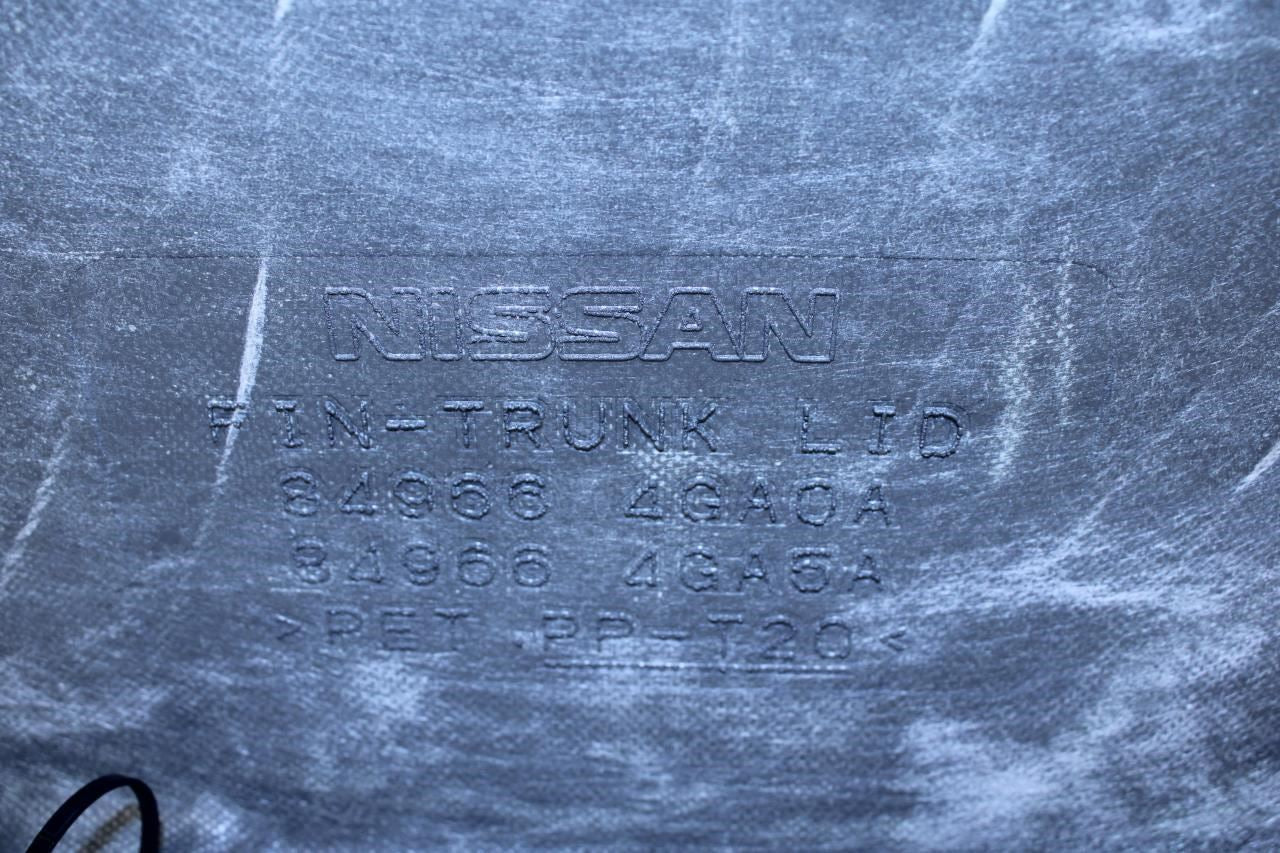 NISSAN
FIN-TRUNK LID
84966 4GA0A
84966 4GA5A
>PET,PP-T20<